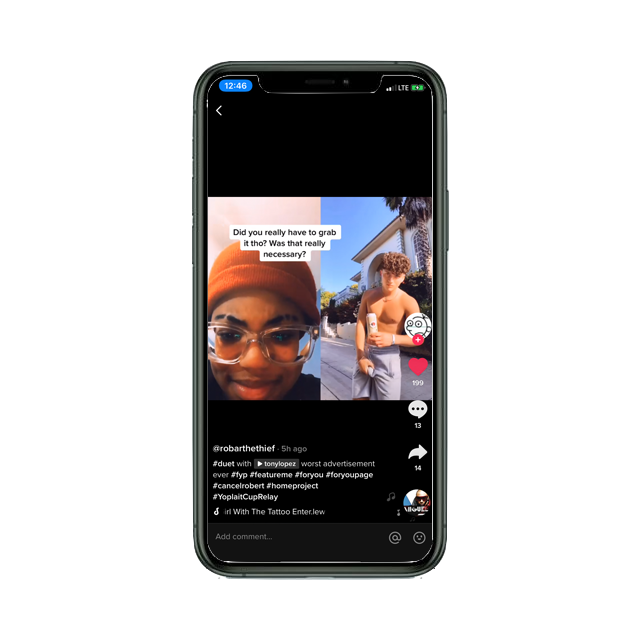 12:46
LTE
Did you really have to grab
it tho? Was that really
necessary?
199
13
14
@robarthethief · 5h ago
#duet with tonylopez worst advertisement
ever #fyp #featureme #foryou #foryoupage
#cancelrobert #homeproject
#YoplaitCupRelay
irl With The Tattoo Enter.lew
Add comment...